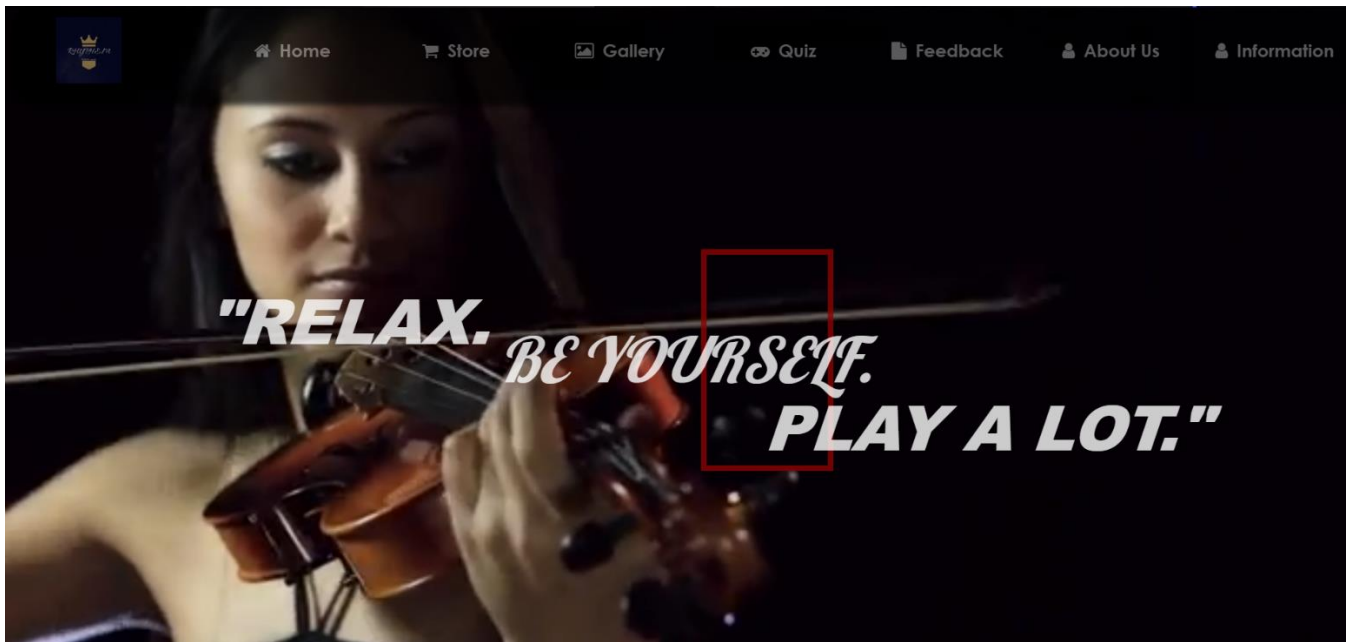 Home
Store
Gallery
Quiz
Feedback
About Us
Information
"RELAX.
BE YOURSELF.
PLAY A LOT."